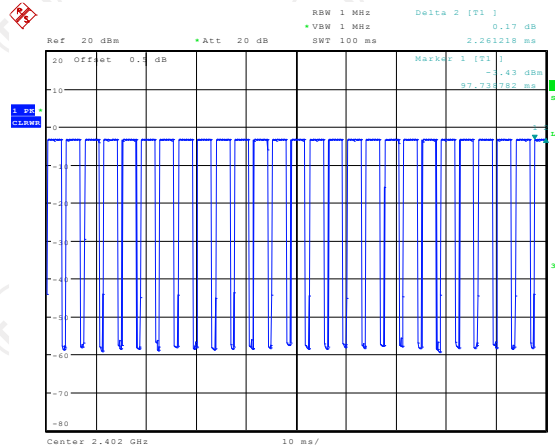 RBW 1 MHz Delta 2 [T1 ]
*VBW 1 MHz 0.17 dB
Ref 20 dBm *Att 20 dB SWT 100 ms 2.261218 ms
20 Offset 0.5 dB Marker 1 [T1 ]
-3.43 dBm
97.738782 ms
10
1 PK *
CLRWR
0
1
-10
-20
-30
-40
-50
-60
-70
-80
Center 2.402 GHz 10 ms/